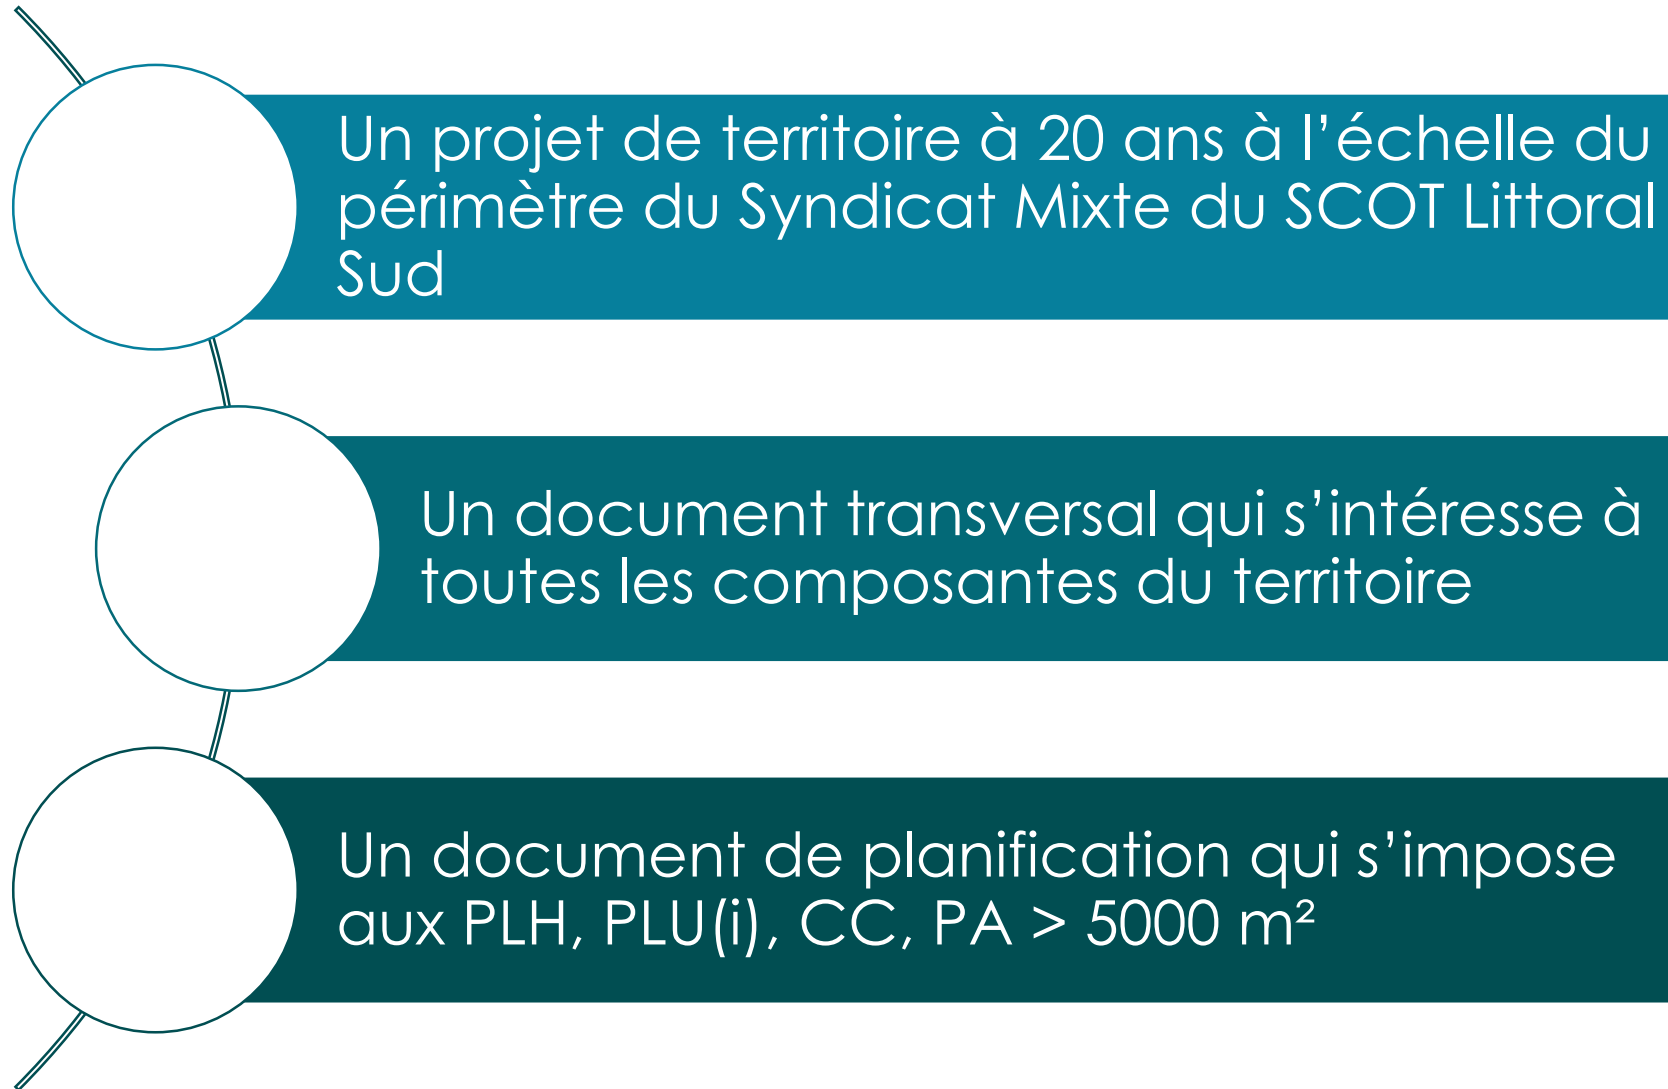 Un projet de territoire à 20 ans à l’échelle du
périmètre du Syndicat Mixte du SCOT Littoral
Sud
Un document transversal qui s’intéresse à
toutes les composantes du territoire
Un document de planification qui s’impose
aux PLH, PLU(i), CC, PA > 5000 m²